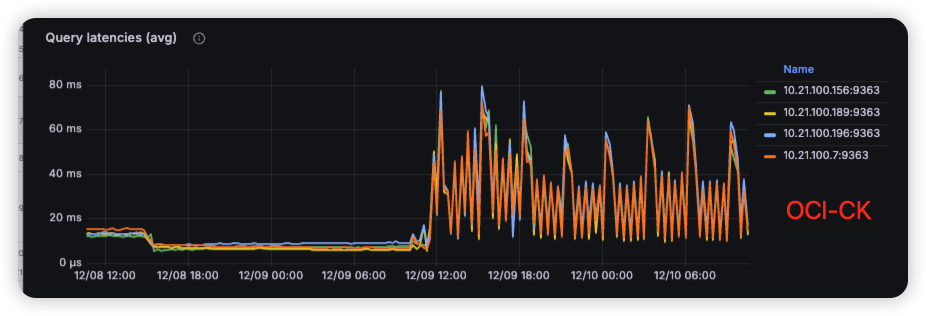 Query latencies (avg)
Name
80 ms
10.21.100.156:9363
10.21.100.189:9363
60 ms
10.21.100.196:9363
10.21.100.7:9363
40 ms
OCI-CK
20 ms
0 µs
12/08 12:00 12/08 18:00 12/09 00:00 12/09 06:00 12/09 12:00 12/09 18:00 12/10 00:00 12/10 06:00